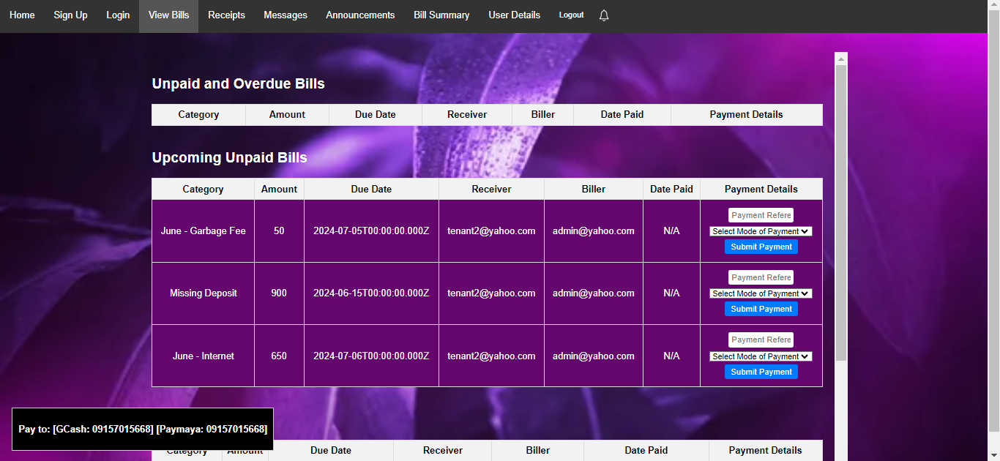 Home Sign Up Login View Bills Receipts Messages Announcements Bill Summary User Details Logout
Unpaid and Overdue Bills
Category Amount Due Date Receiver Biller Date Paid Payment Details
Upcoming Unpaid Bills
Category Amount Due Date Receiver Biller Date Paid Payment Details
Payment Refere
June - Garbage Fee 50 2024-07-05T00:00:00.000Z tenant2@yahoo.com admin@yahoo.com N/A Select Mode of Payment
Submit Payment
Payment Refere
Missing Deposit 900 2024-06-15T00:00:00.000Z tenant2@yahoo.com admin@yahoo.com N/A Select Mode of Payment
Submit Payment
Payment Refere
June - Internet 650 2024-07-06T00:00:00.000Z tenant2@yahoo.com admin@yahoo.com N/A Select Mode of Payment
Submit Payment
Pay to: [GCash: 09157015668] [Paymaya: 09157015668]
Category Amount Due Date Receiver Biller Date Paid Payment Details